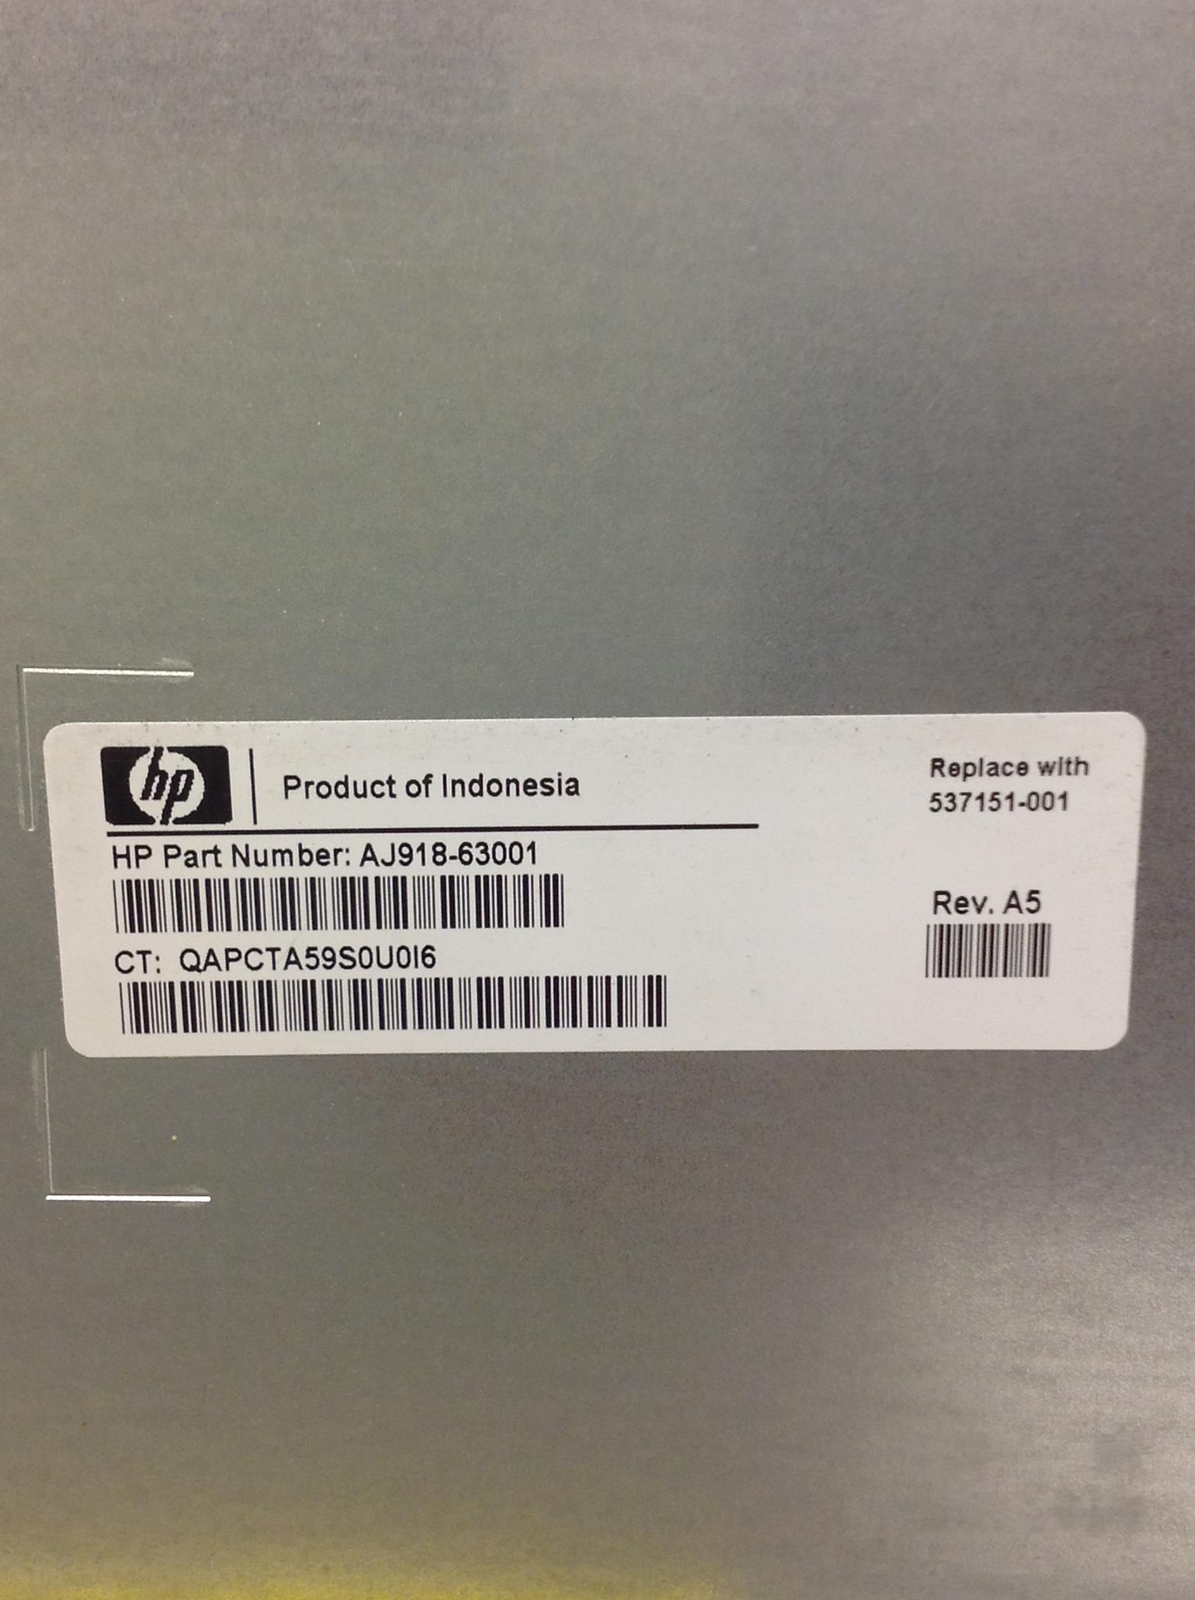 hp
Product of Indonesia
Replace with
537151-001
HP Part Number: AJ918-63001
Rev. A5
CT: QAPCTA59S0U0I6